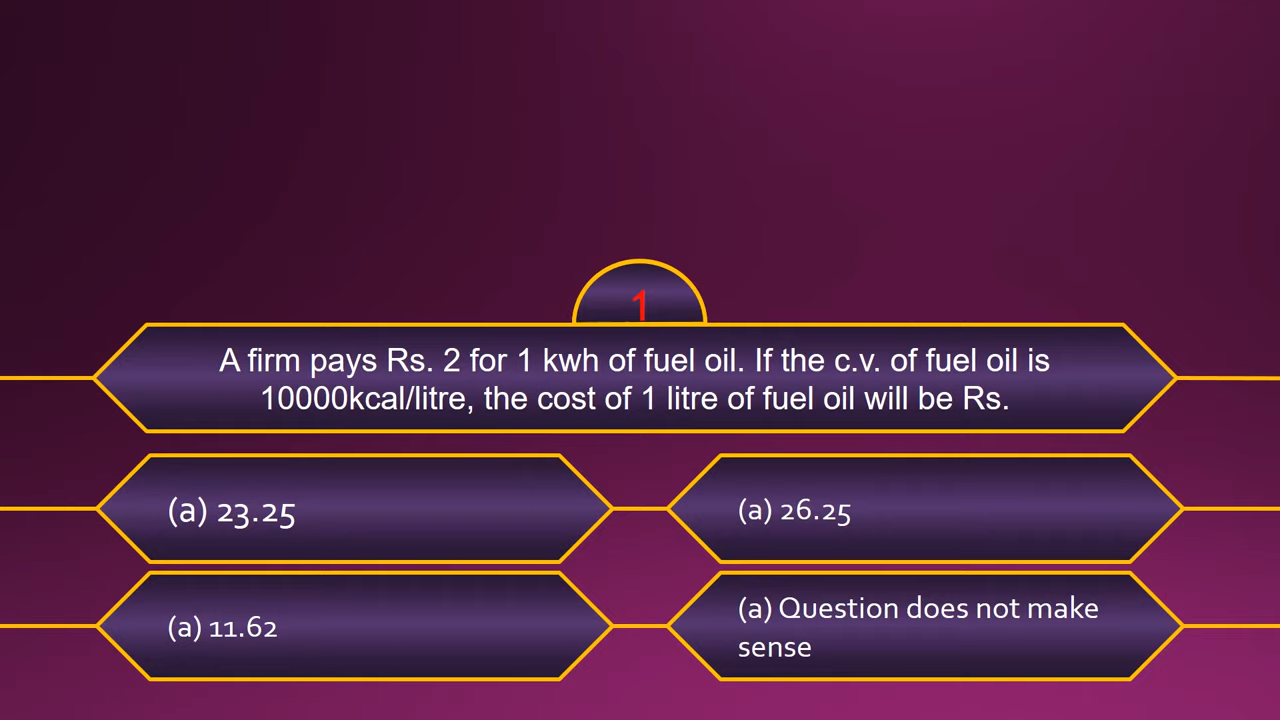 1
A firm pays Rs. 2 for 1 kwh of fuel oil. If the c.v. of fuel oil is
10000kcal/litre, the cost of 1 litre of fuel oil will be Rs.
(a) 23.25
(a) 26.25
(a) 11.62
(a) Question does not make
sense